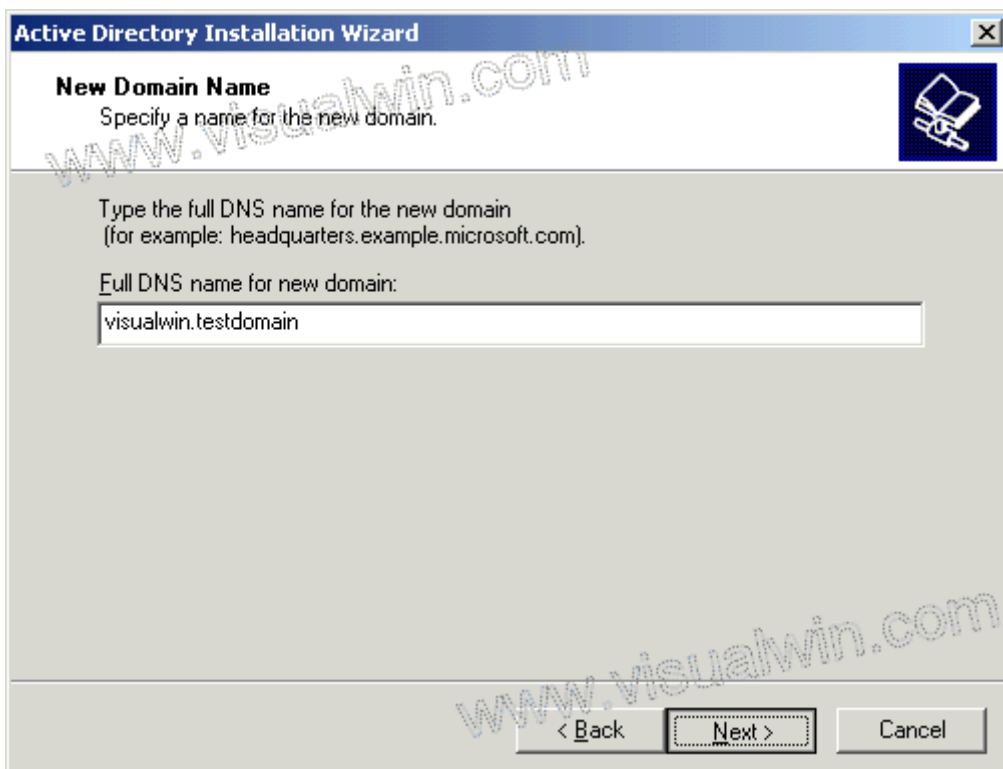 Active Directory Installation Wizard
New Domain Name
Specify a name for the new domain.
www.visualwin.com
Type the full DNS name for the new domain
(for example: headquarters.example.microsoft.com).
Full DNS name for new domain:
visualwin.testdomain
www.visualwin.com
< Back
Next >
Cancel